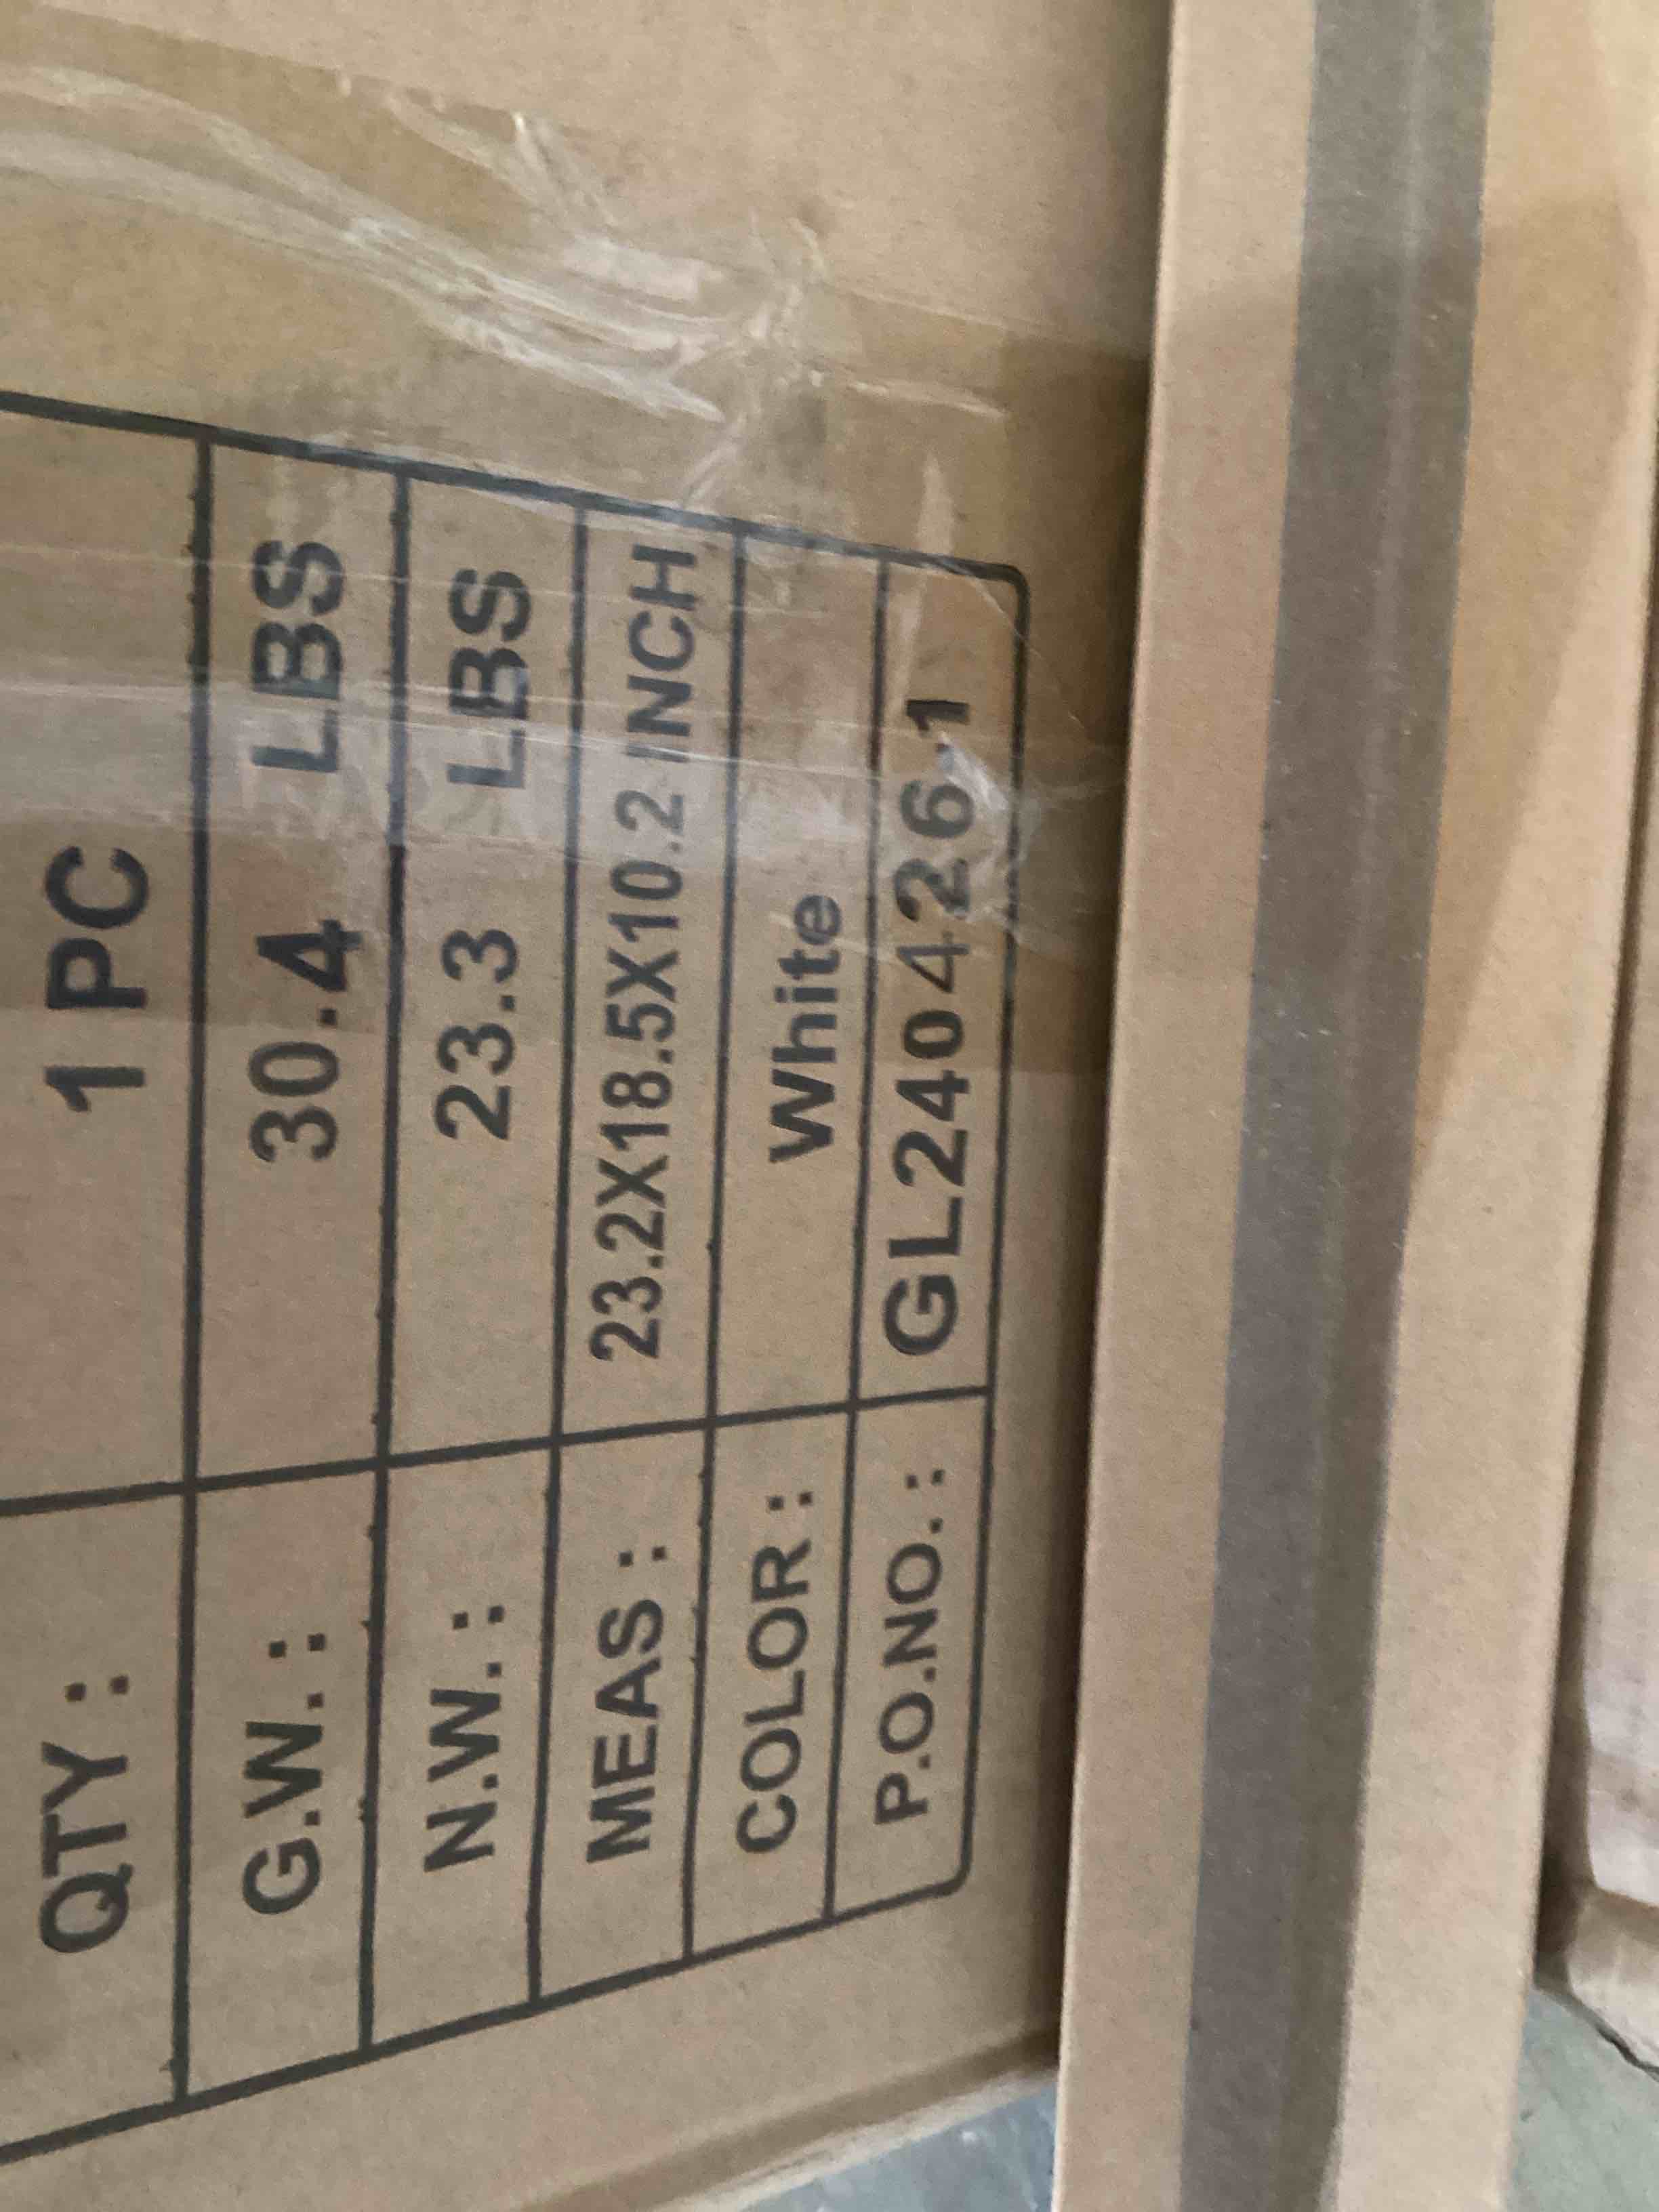 QTY : 1 PC
G.W. : 30.4 LBS
N.W. : 23.3 LBS
MEAS : 23.2X18.5X10.2 INCH
COLOR : White
P.O.NO. : GL240426-1